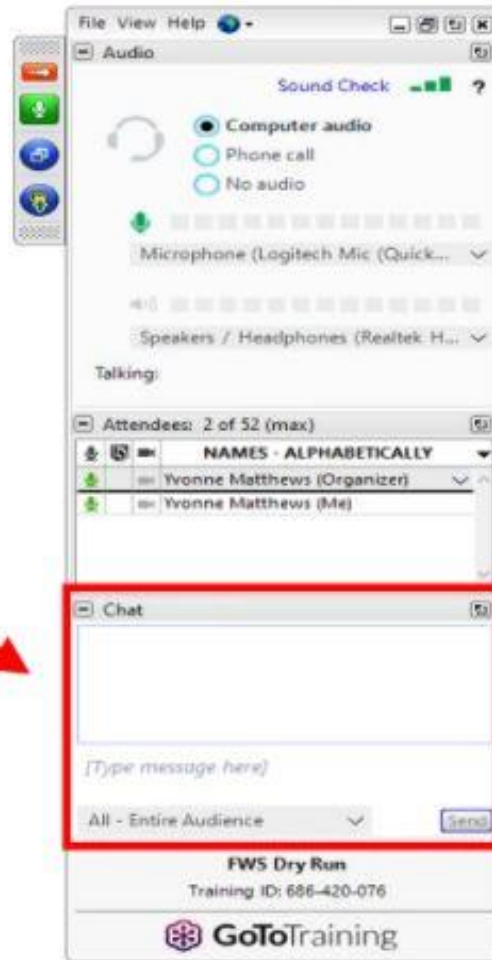 File View Help
Audio
Sound Check ?
Computer audio
Phone call
No audio
Microphone (Logitech Mic (Quick...
Speakers / Headphones (Realtek H...
Talking:
Attendees: 2 of 52 (max)
NAMES - ALPHABETICALLY
Yvonne Matthews (Organizer)
Yvonne Matthews (Me)
Chat
[Type message here]
All - Entire Audience
Send
FWS Dry Run
Training ID: 686-420-076
GoToTraining